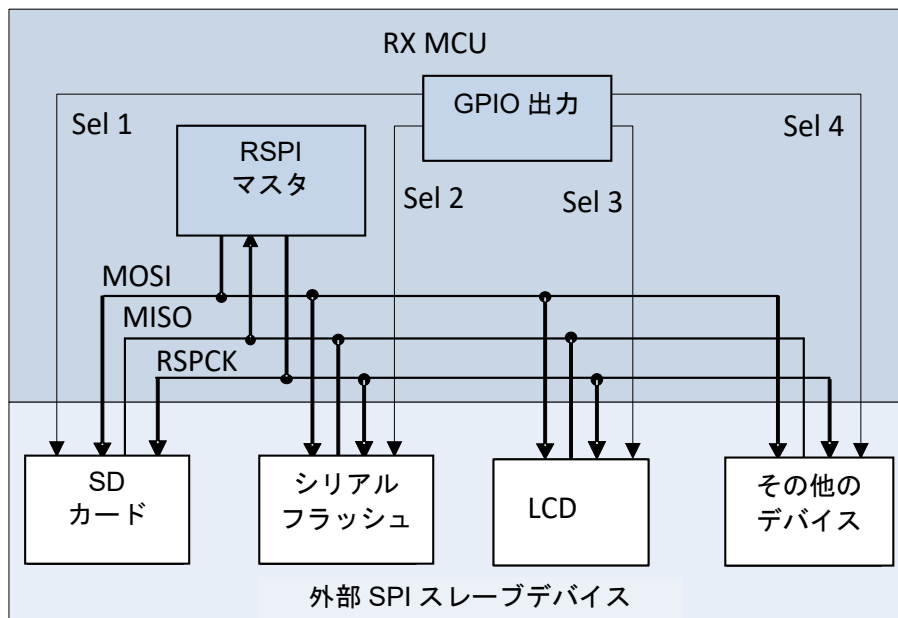 RX MCU
GPIO 出力
Sel 1
Sel 4
RSPI
マスタ
Sel 2
Sel 3
MOSI
MISO
RSPCK
SD
カード
シリアル
フラッシュ
LCD
その他の
デバイス
外部 SPI スレーブデバイス